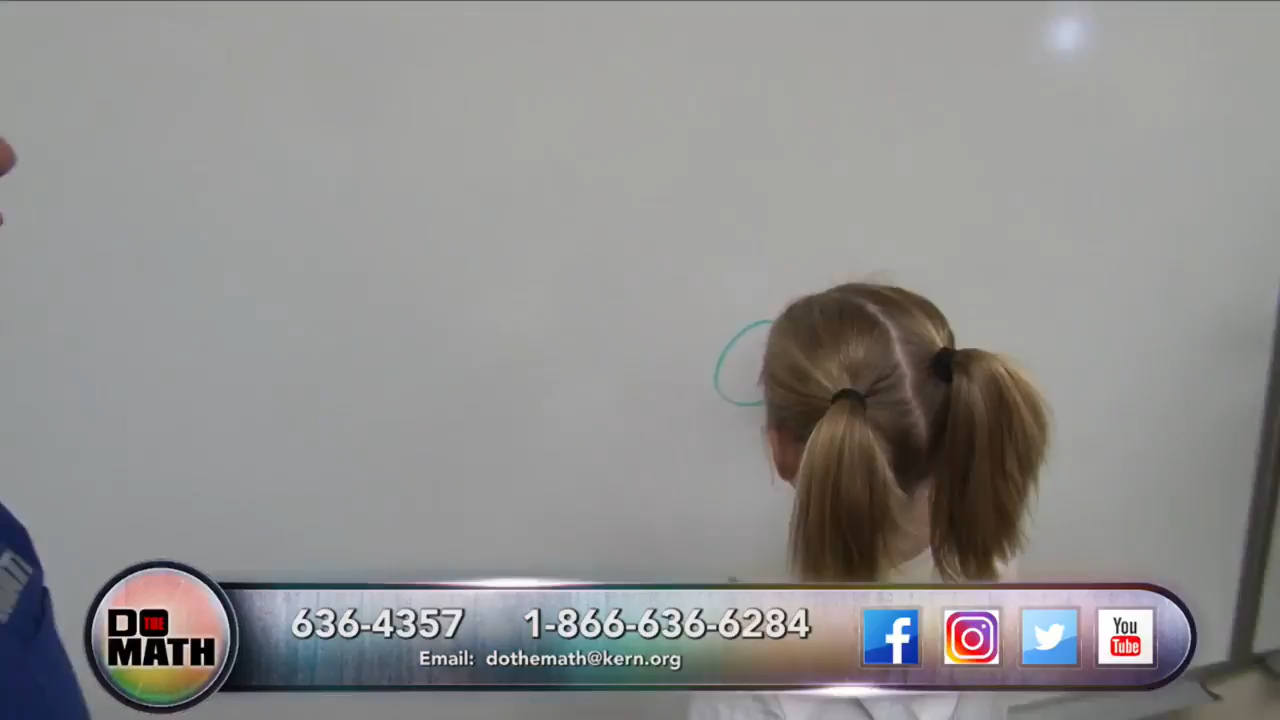 DO THE MATH
636-4357 1-866-636-6284
Email: dothemath@kern.org
f
You Tube